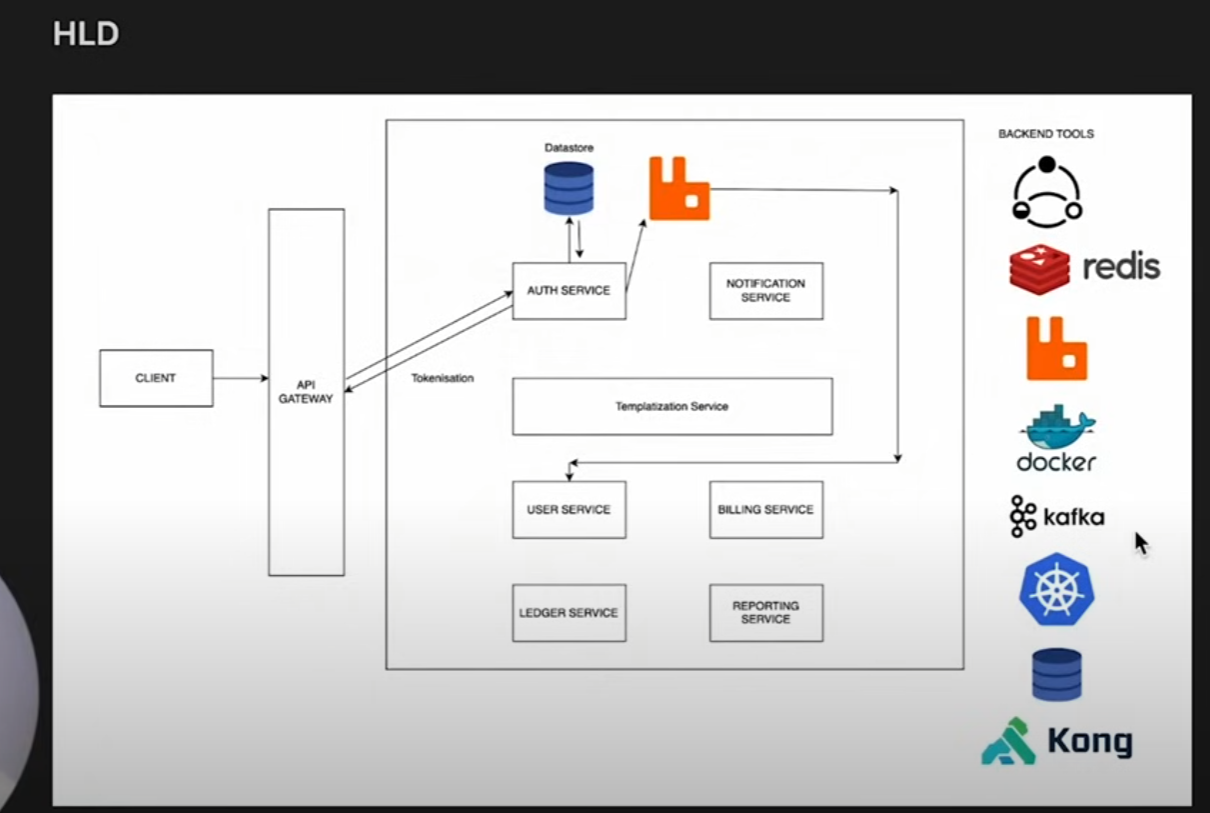 HLD
BACKEND TOOLS
Datastore
redis
AUTH SERVICE
NOTIFICATION
SERVICE
CLIENT
API
GATEWAY
Tokenisation
Templatization Service
docker
USER SERVICE
BILLING SERVICE
kafka
LEDGER SERVICE
REPORTING
SERVICE
Kong